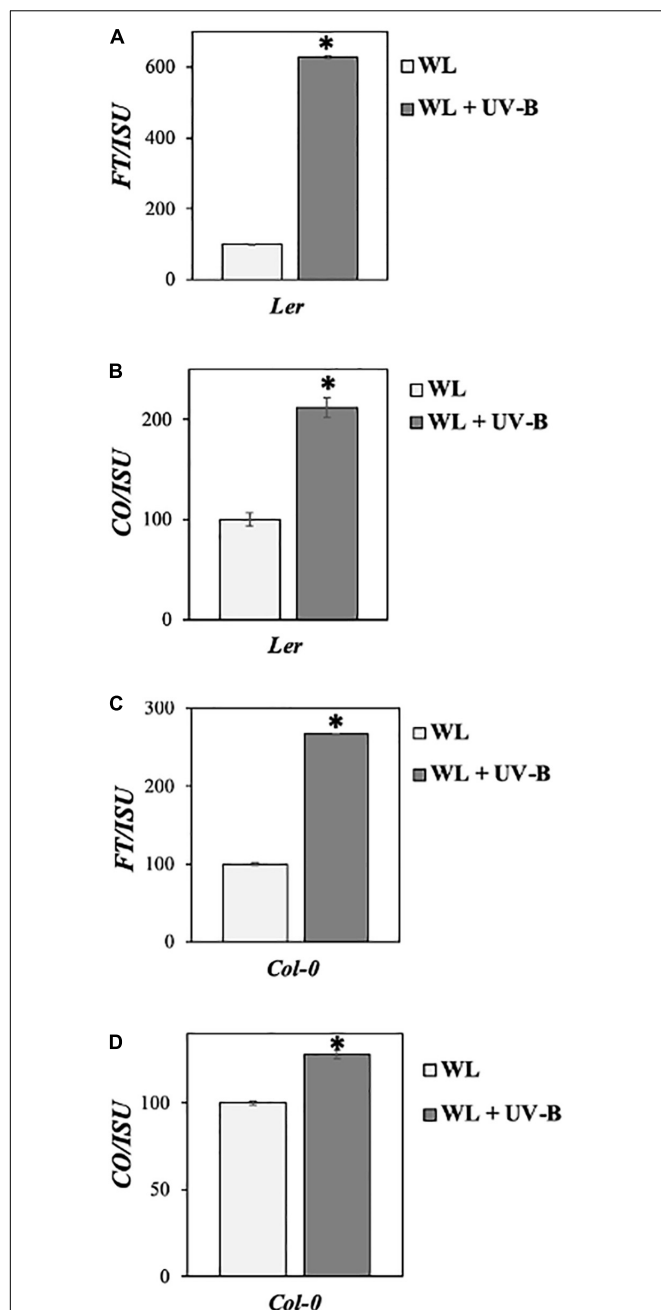 A
*
600
400
200
0
FT/ISU
Ler
WL
WL + UV-B
B
*
200
100
0
CO/ISU
Ler
WL
WL + UV-B
C
*
300
200
100
0
FT/ISU
Col-0
WL
WL + UV-B
D
*
100
50
0
CO/ISU
Col-0
WL
WL + UV-B